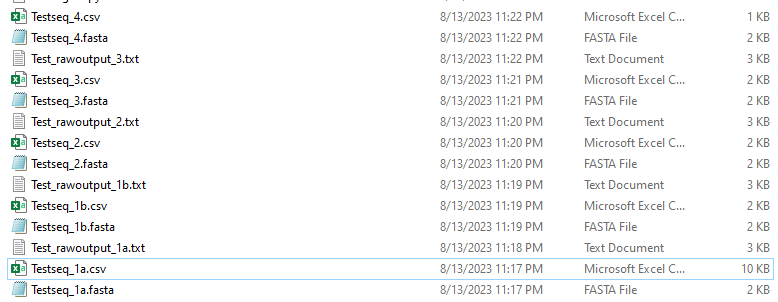 Testseq_4.csv 8/13/2023 11:22 PM Microsoft Excel C... 1 KB
Testseq_4.fasta 8/13/2023 11:22 PM FASTA File 2 KB
Test_rawoutput_3.txt 8/13/2023 11:22 PM Text Document 3 KB
Testseq_3.csv 8/13/2023 11:21 PM Microsoft Excel C... 2 KB
Testseq_3.fasta 8/13/2023 11:21 PM FASTA File 2 KB
Test_rawoutput_2.txt 8/13/2023 11:21 PM Text Document 3 KB
Testseq_2.csv 8/13/2023 11:20 PM Microsoft Excel C... 2 KB
Testseq_2.fasta 8/13/2023 11:20 PM FASTA File 2 KB
Test_rawoutput_1b.txt 8/13/2023 11:19 PM Text Document 3 KB
Testseq_1b.csv 8/13/2023 11:19 PM Microsoft Excel C... 2 KB
Testseq_1b.fasta 8/13/2023 11:19 PM FASTA File 2 KB
Test_rawoutput_1a.txt 8/13/2023 11:18 PM Text Document 3 KB
Testseq_1a.csv 8/13/2023 11:17 PM Microsoft Excel C... 10 KB
Testseq_1a.fasta 8/13/2023 11:17 PM FASTA File 2 KB